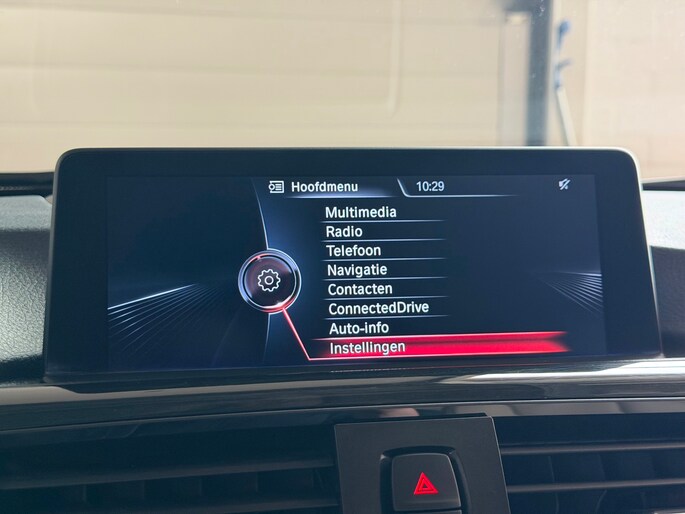 Hoofdmenu 10:29
Multimedia
Radio
Telefoon
Navigatie
Contacten
ConnectedDrive
Auto-info
Instellingen